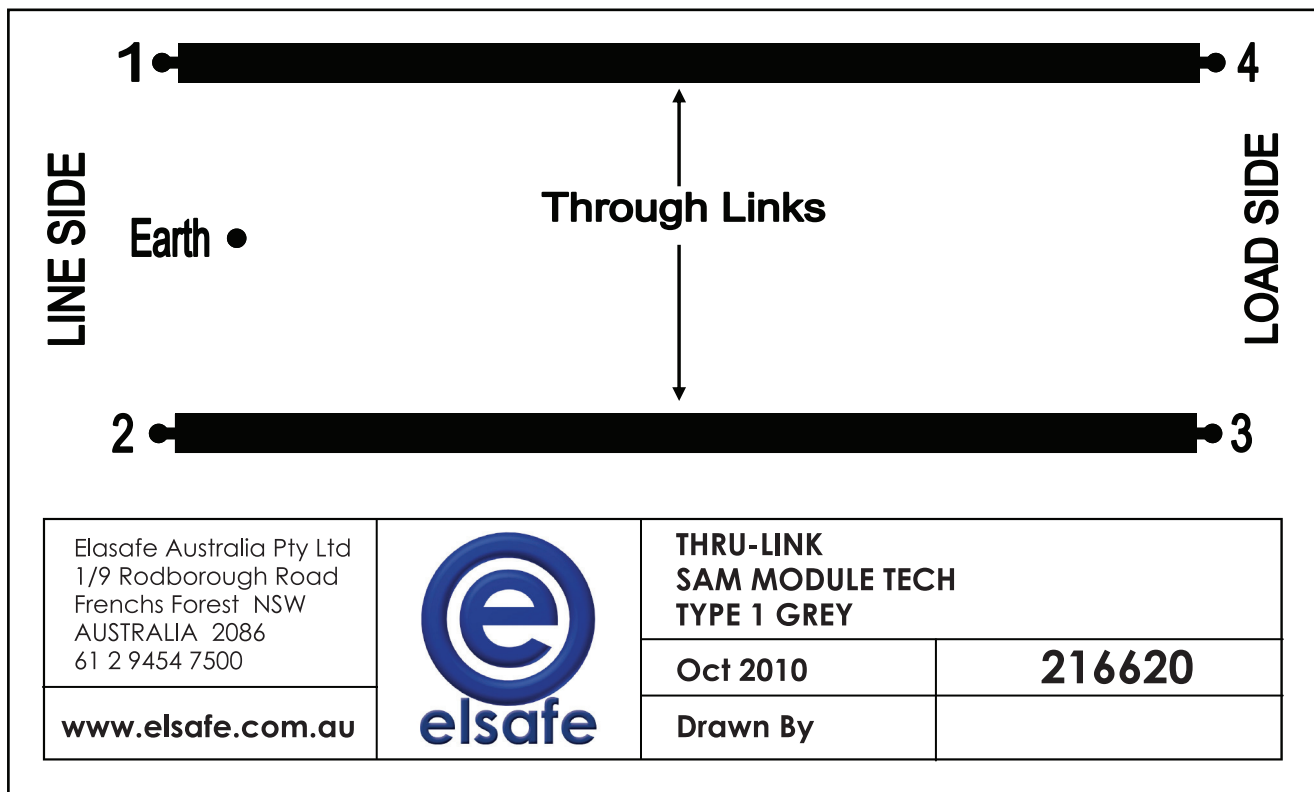 1
4
LINE SIDE
Earth
Through Links
LOAD SIDE
2
3
Elasafe Australia Pty Ltd
1/9 Rodborough Road
Frenchs Forest NSW
AUSTRALIA 2086
61 2 9454 7500
www.elsafe.com.au
e
elsafe
THRU-LINK
SAM MODULE TECH
TYPE 1 GREY
Oct 2010
216620
Drawn By